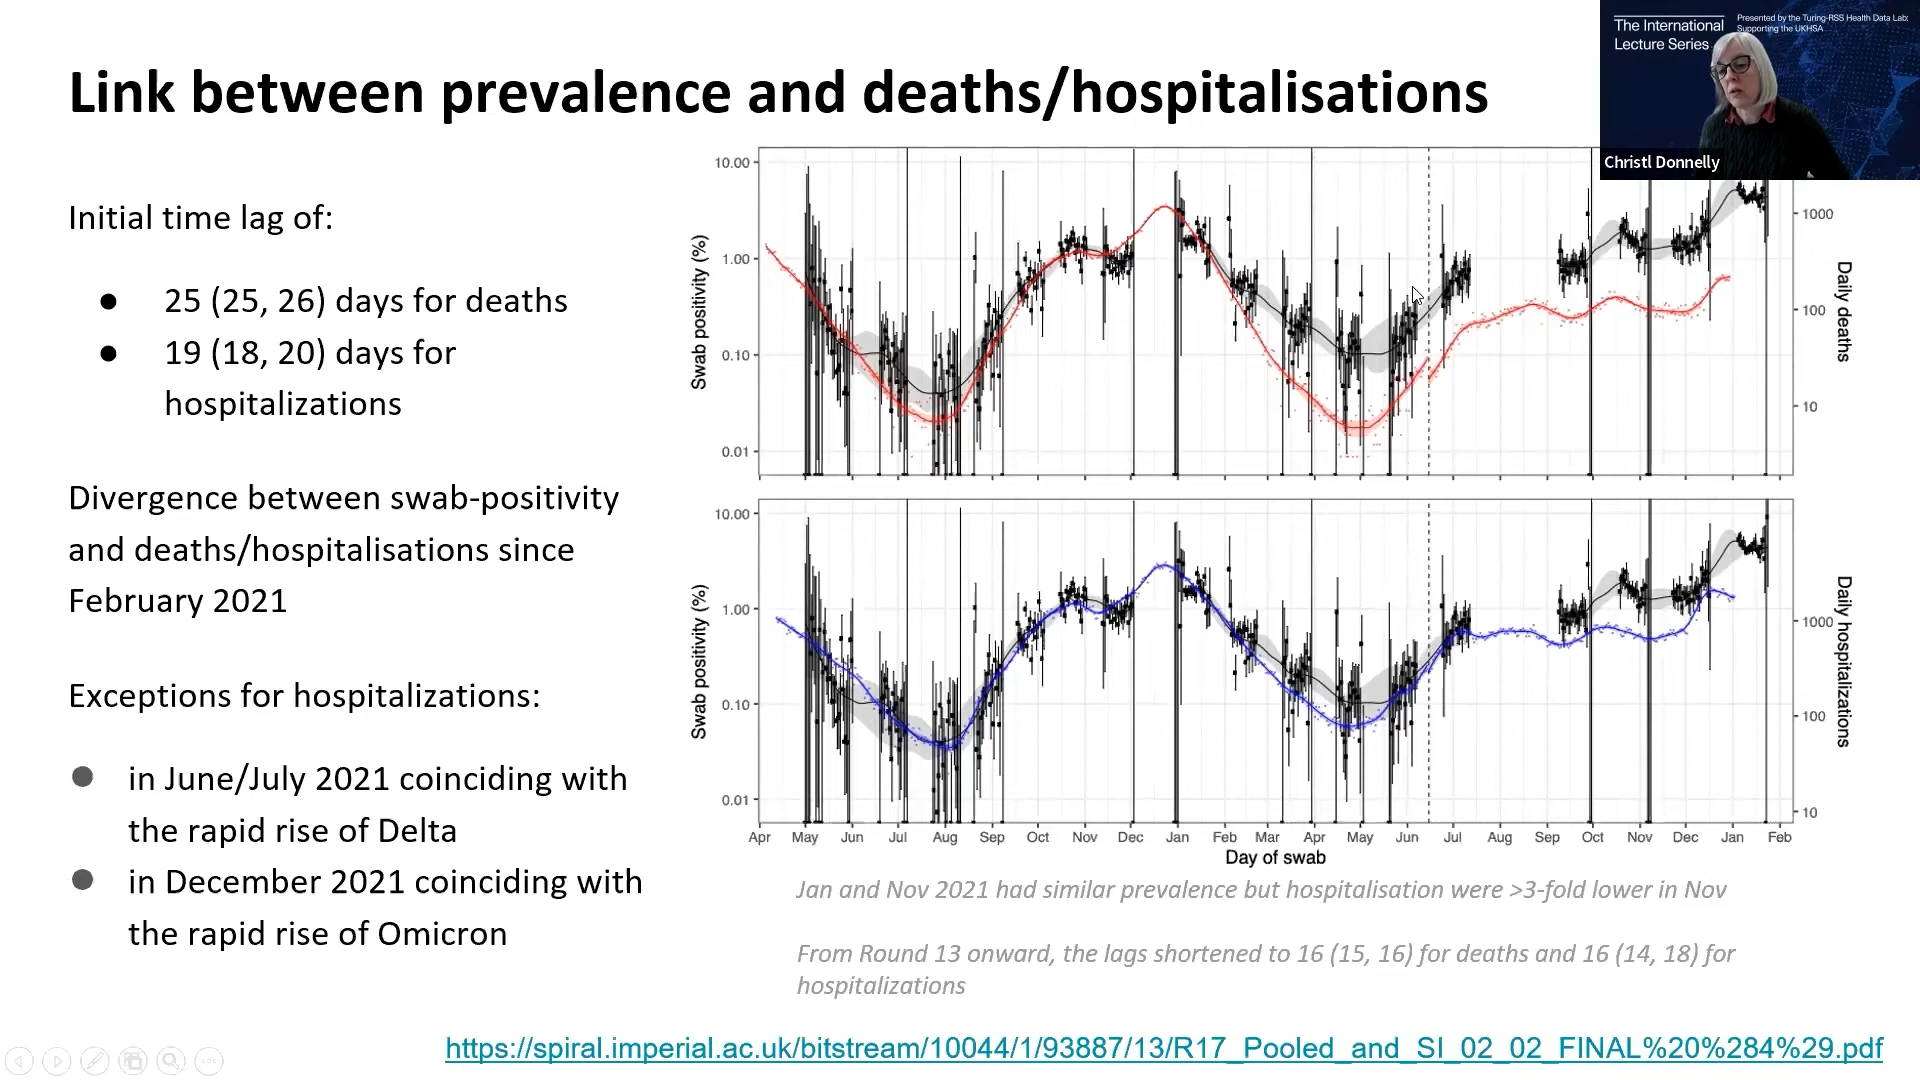 Link between prevalence and deaths/hospitalisations
The International
Lecture Series
Presented by the Turing-RSS Health Data Lab:
Supporting the UKHSA
Christl Donnelly
Initial time lag of:
● 25 (25, 26) days for deaths
● 19 (18, 20) days for
hospitalizations
Divergence between swab-positivity
and deaths/hospitalisations since
February 2021
Exceptions for hospitalizations:
● in June/July 2021 coinciding with
the rapid rise of Delta
● in December 2021 coinciding with
the rapid rise of Omicron
Swab positivity (%)
10.00
1.00
0.10
0.01
1000
100
10
Daily deaths
Swab positivity (%)
10.00
1.00
0.10
0.01
1000
100
10
Daily hospitalizations
Apr May Jun Jul Aug Sep Oct Nov Dec Jan Feb Mar Apr May Jun Jul Aug Sep Oct Nov Dec Jan Feb
Day of swab
Jan and Nov 2021 had similar prevalence but hospitalisation were >3-fold lower in Nov
From Round 13 onward, the lags shortened to 16 (15, 16) for deaths and 16 (14, 18) for
hospitalizations
https://spiral.imperial.ac.uk/bitstream/10044/1/93887/13/R17_Pooled_and_SI_02_02_FINAL%20%284%29.pdf